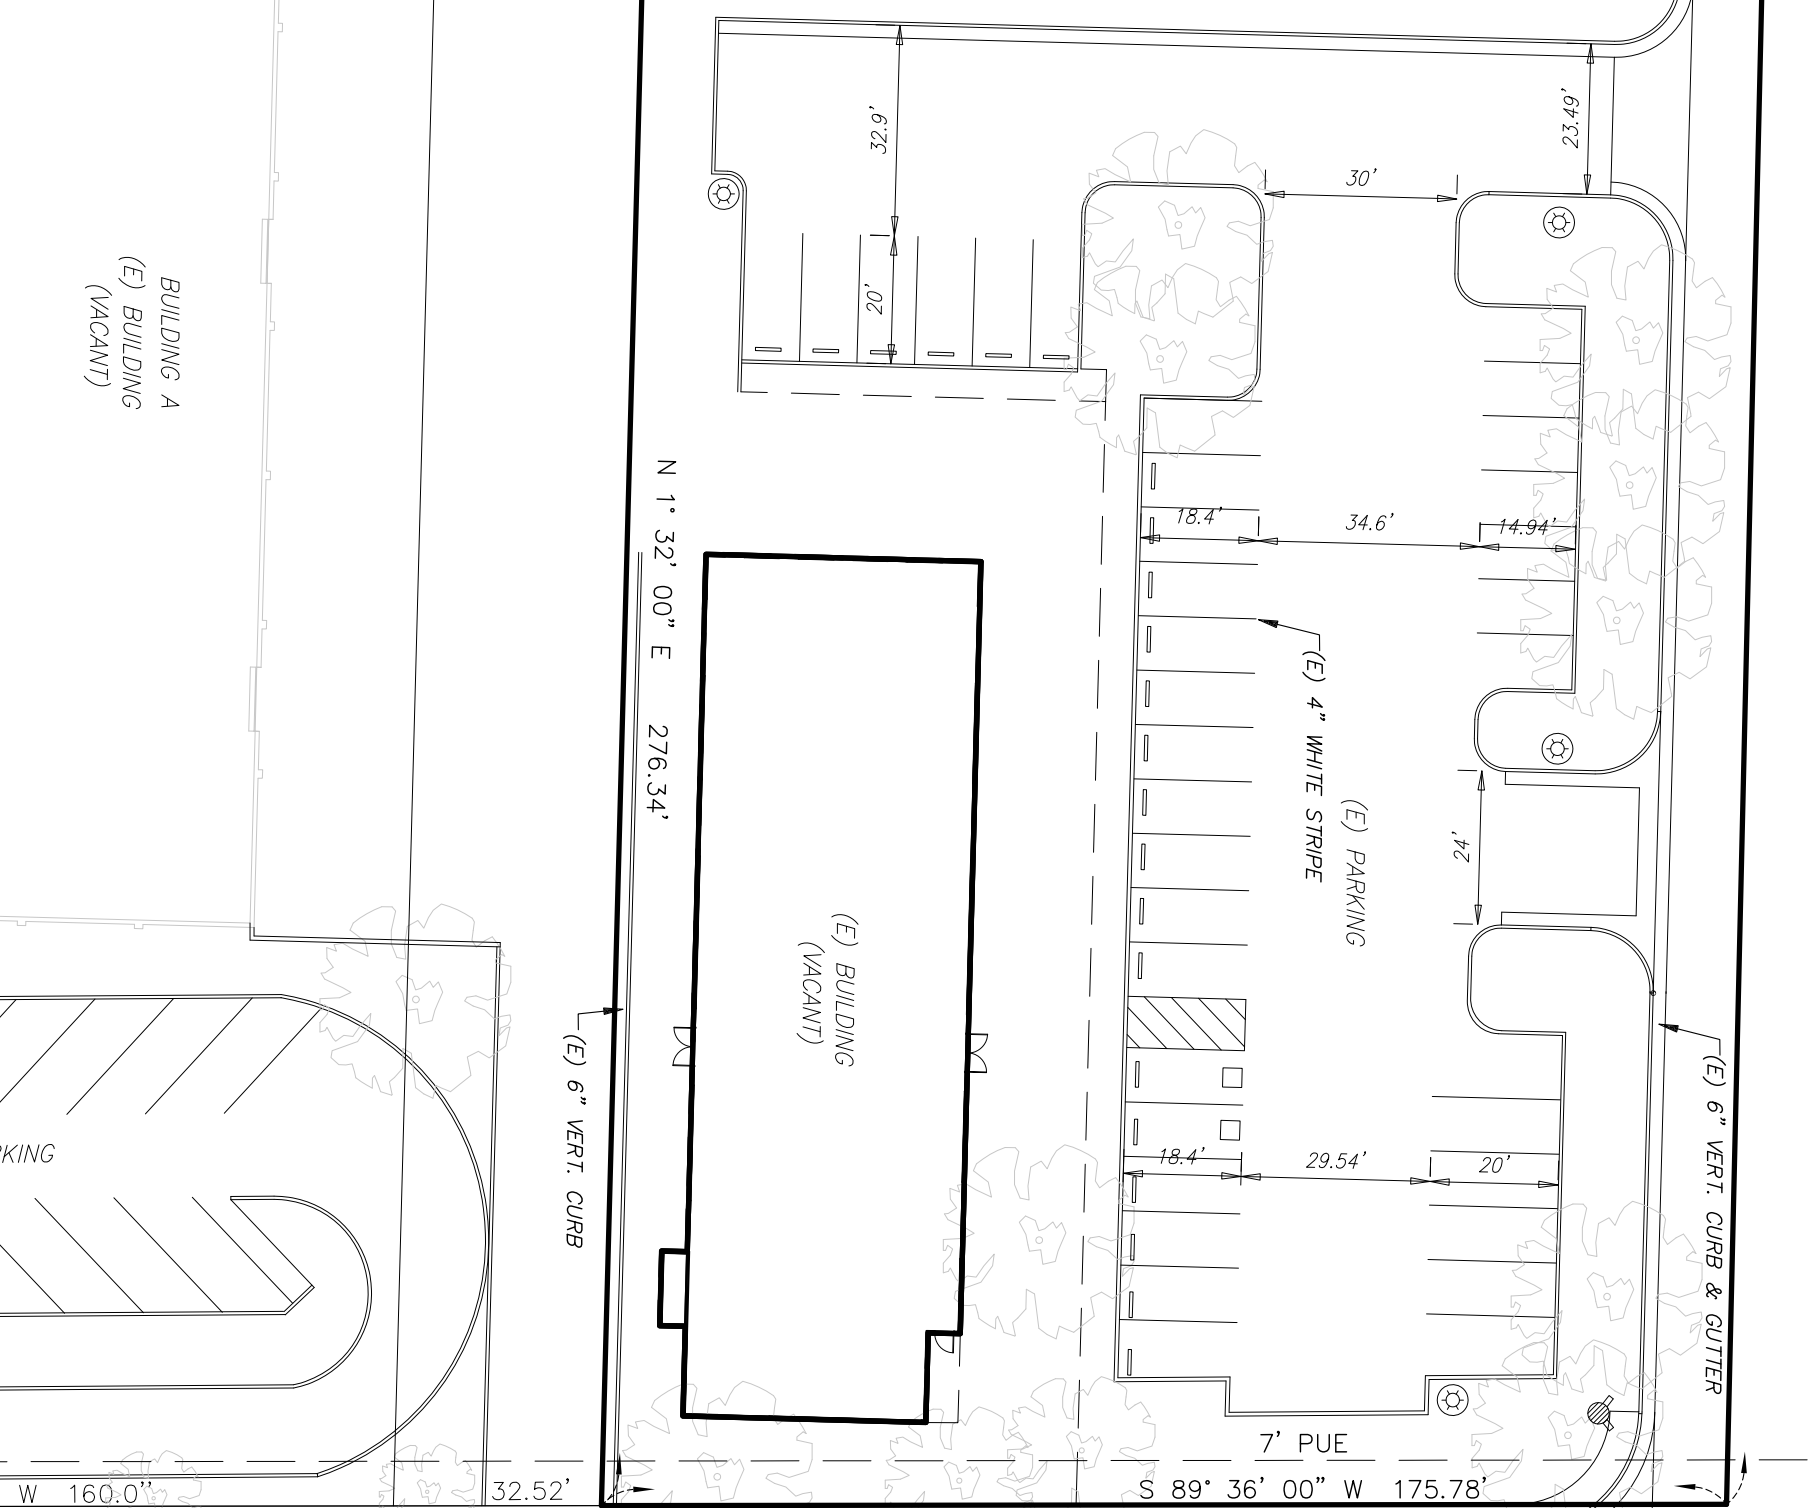 32.9'
23.49'
30'
20'
BUILDING A
(E) BUILDING
(VACANT)
N 1° 32' 00" E 276.34'
18.4'
34.6'
14.94'
(E) 4" WHITE STRIPE
(E) PARKING
24'
(E) BUILDING
(VACANT)
(E) 6" VERT. CURB
(E) 6" VERT. CURB & GUTTER
KING
18.4'
29.54'
20'
7' PUE
W 160.0"
32.52'
S 89° 36' 00" W 175.78'